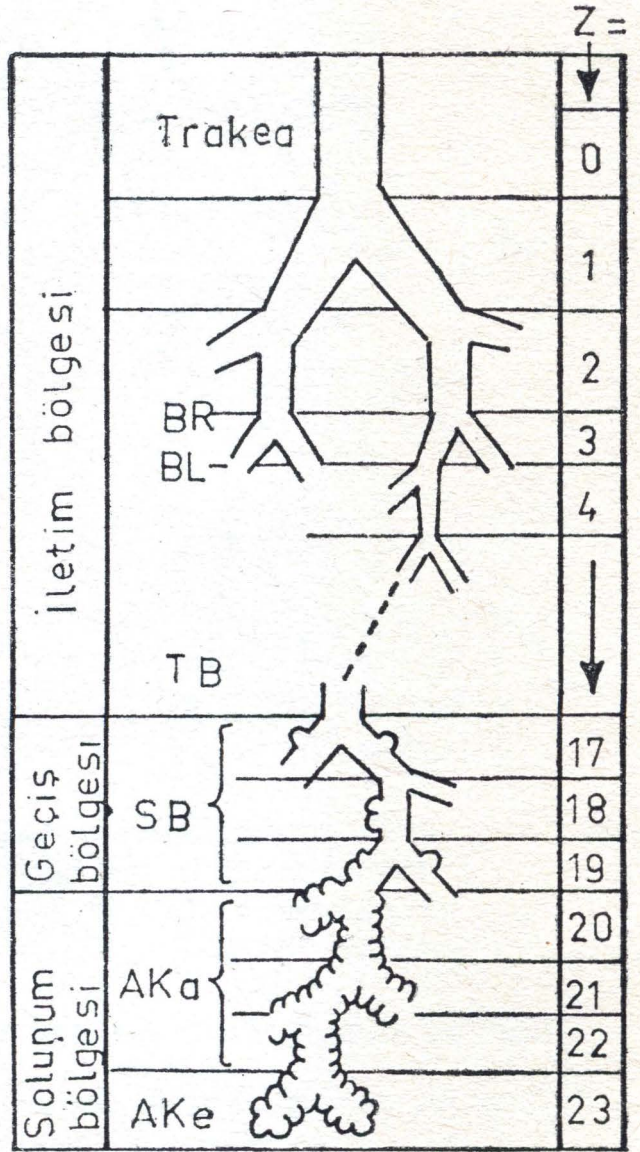 Z =
Trakea
0
1
2
BR
3
BL
4
İletim bölgesi
TB
17
Geçiş bölgesı
SB
18
19
20
AKa
21
22
Solunum bölgesi
AKe
23